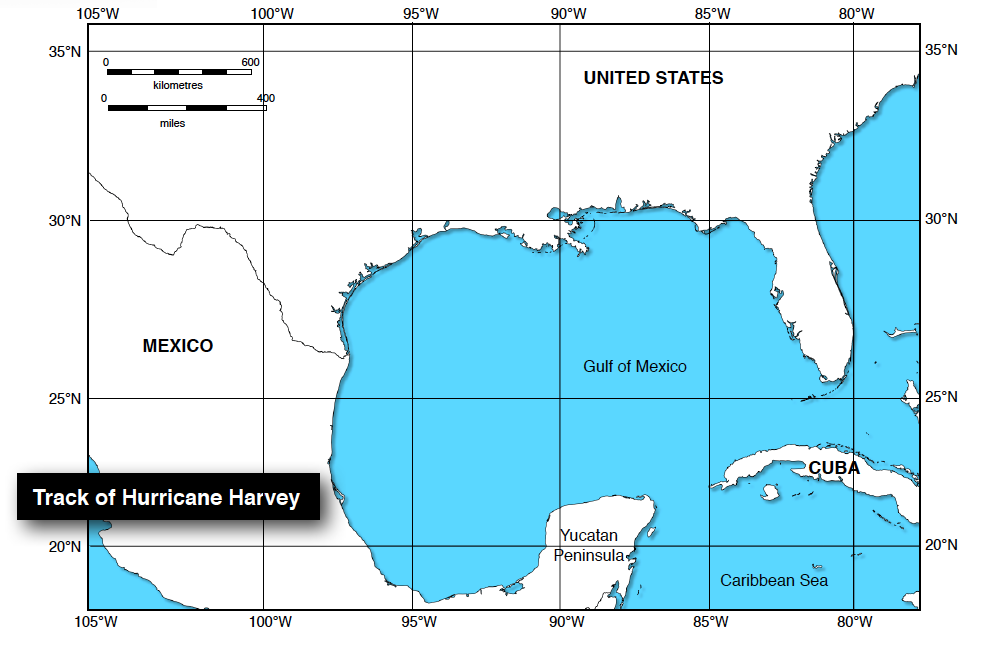 105°W 100°W 95°W 90°W 85°W 80°W
35°N 35°N
0 600
kilometres
0 400
miles
UNITED STATES
30°N 30°N
MEXICO
Gulf of Mexico
25°N 25°N
CUBA
Track of Hurricane Harvey
Yucatan
Peninsula
20°N 20°N
Caribbean Sea
105°W 100°W 95°W 90°W 85°W 80°W